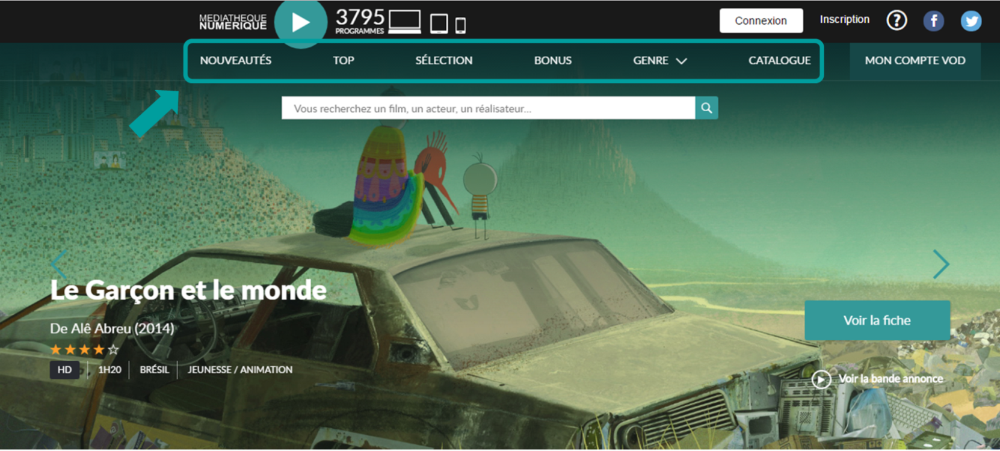 MEDIATHEQUE
NUMERIQUE
3795
PROGRAMMES
Connexion
Inscription
?
f
NOUVEAUTÉS
TOP
SÉLECTION
BONUS
GENRE
CATALOGUE
MON COMPTE VOD
Vous recherchez un film, un acteur, un réalisateur...
Le Garçon et le monde
De Alê Abreu (2014)
HD
1H20
BRÉSIL
JEUNESSE / ANIMATION
Voir la fiche
Voir la bande annonce